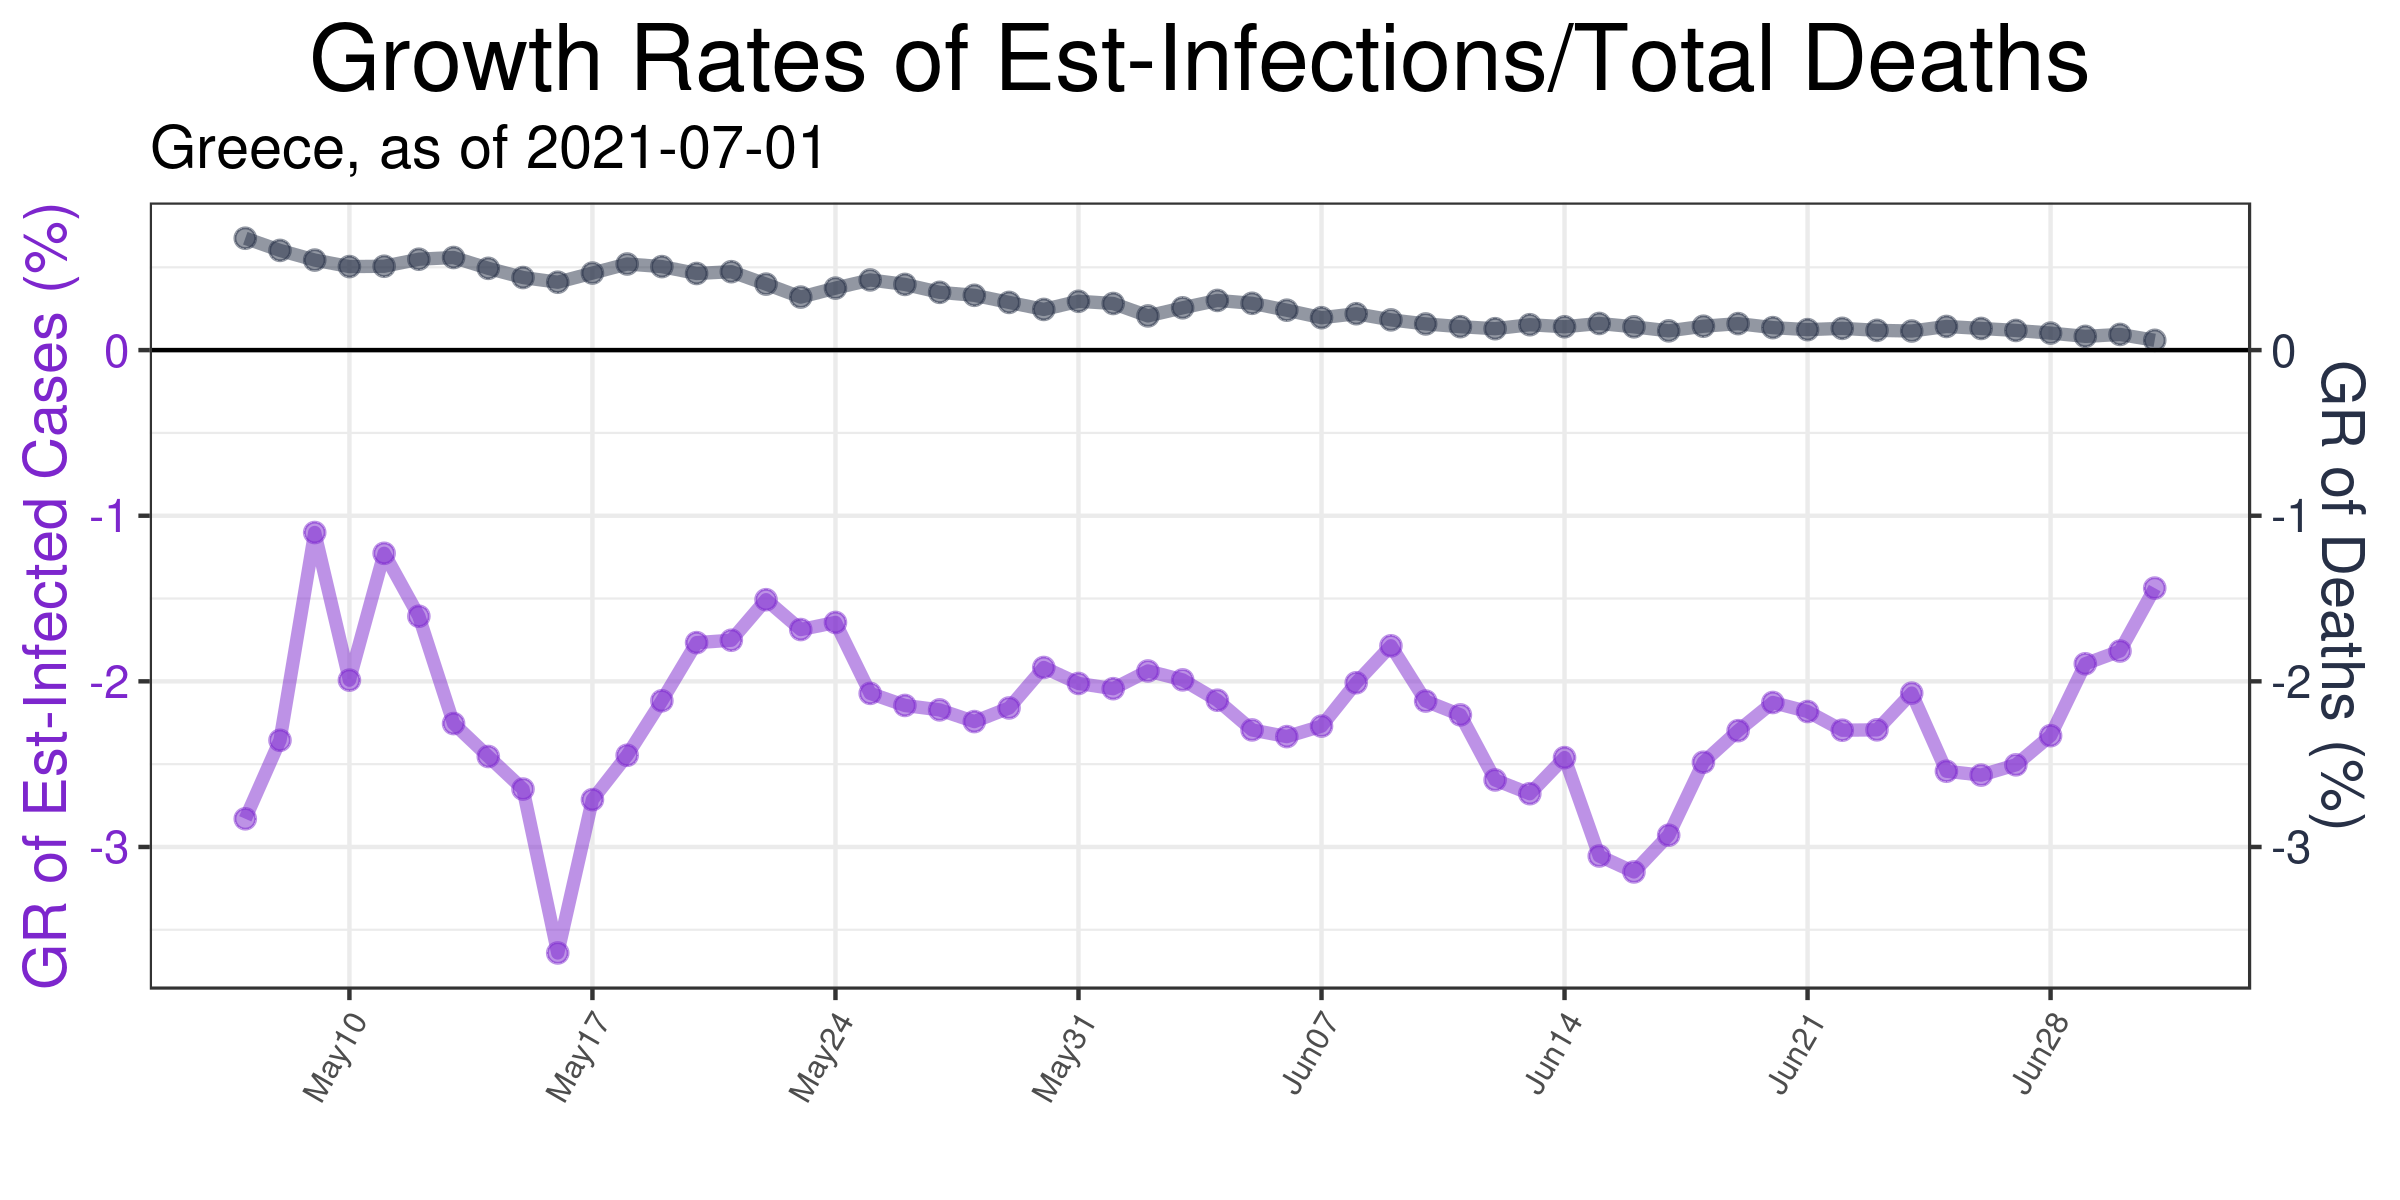 Growth Rates of Est-Infections/Total Deaths
Greece, as of 2021-07-01
GR of Est-Infected Cases (%)
0
-1
-2
-3
0
-1
-2
-3
GR of Deaths (%)
May10
May17
May24
May31
Jun07
Jun14
Jun21
Jun28